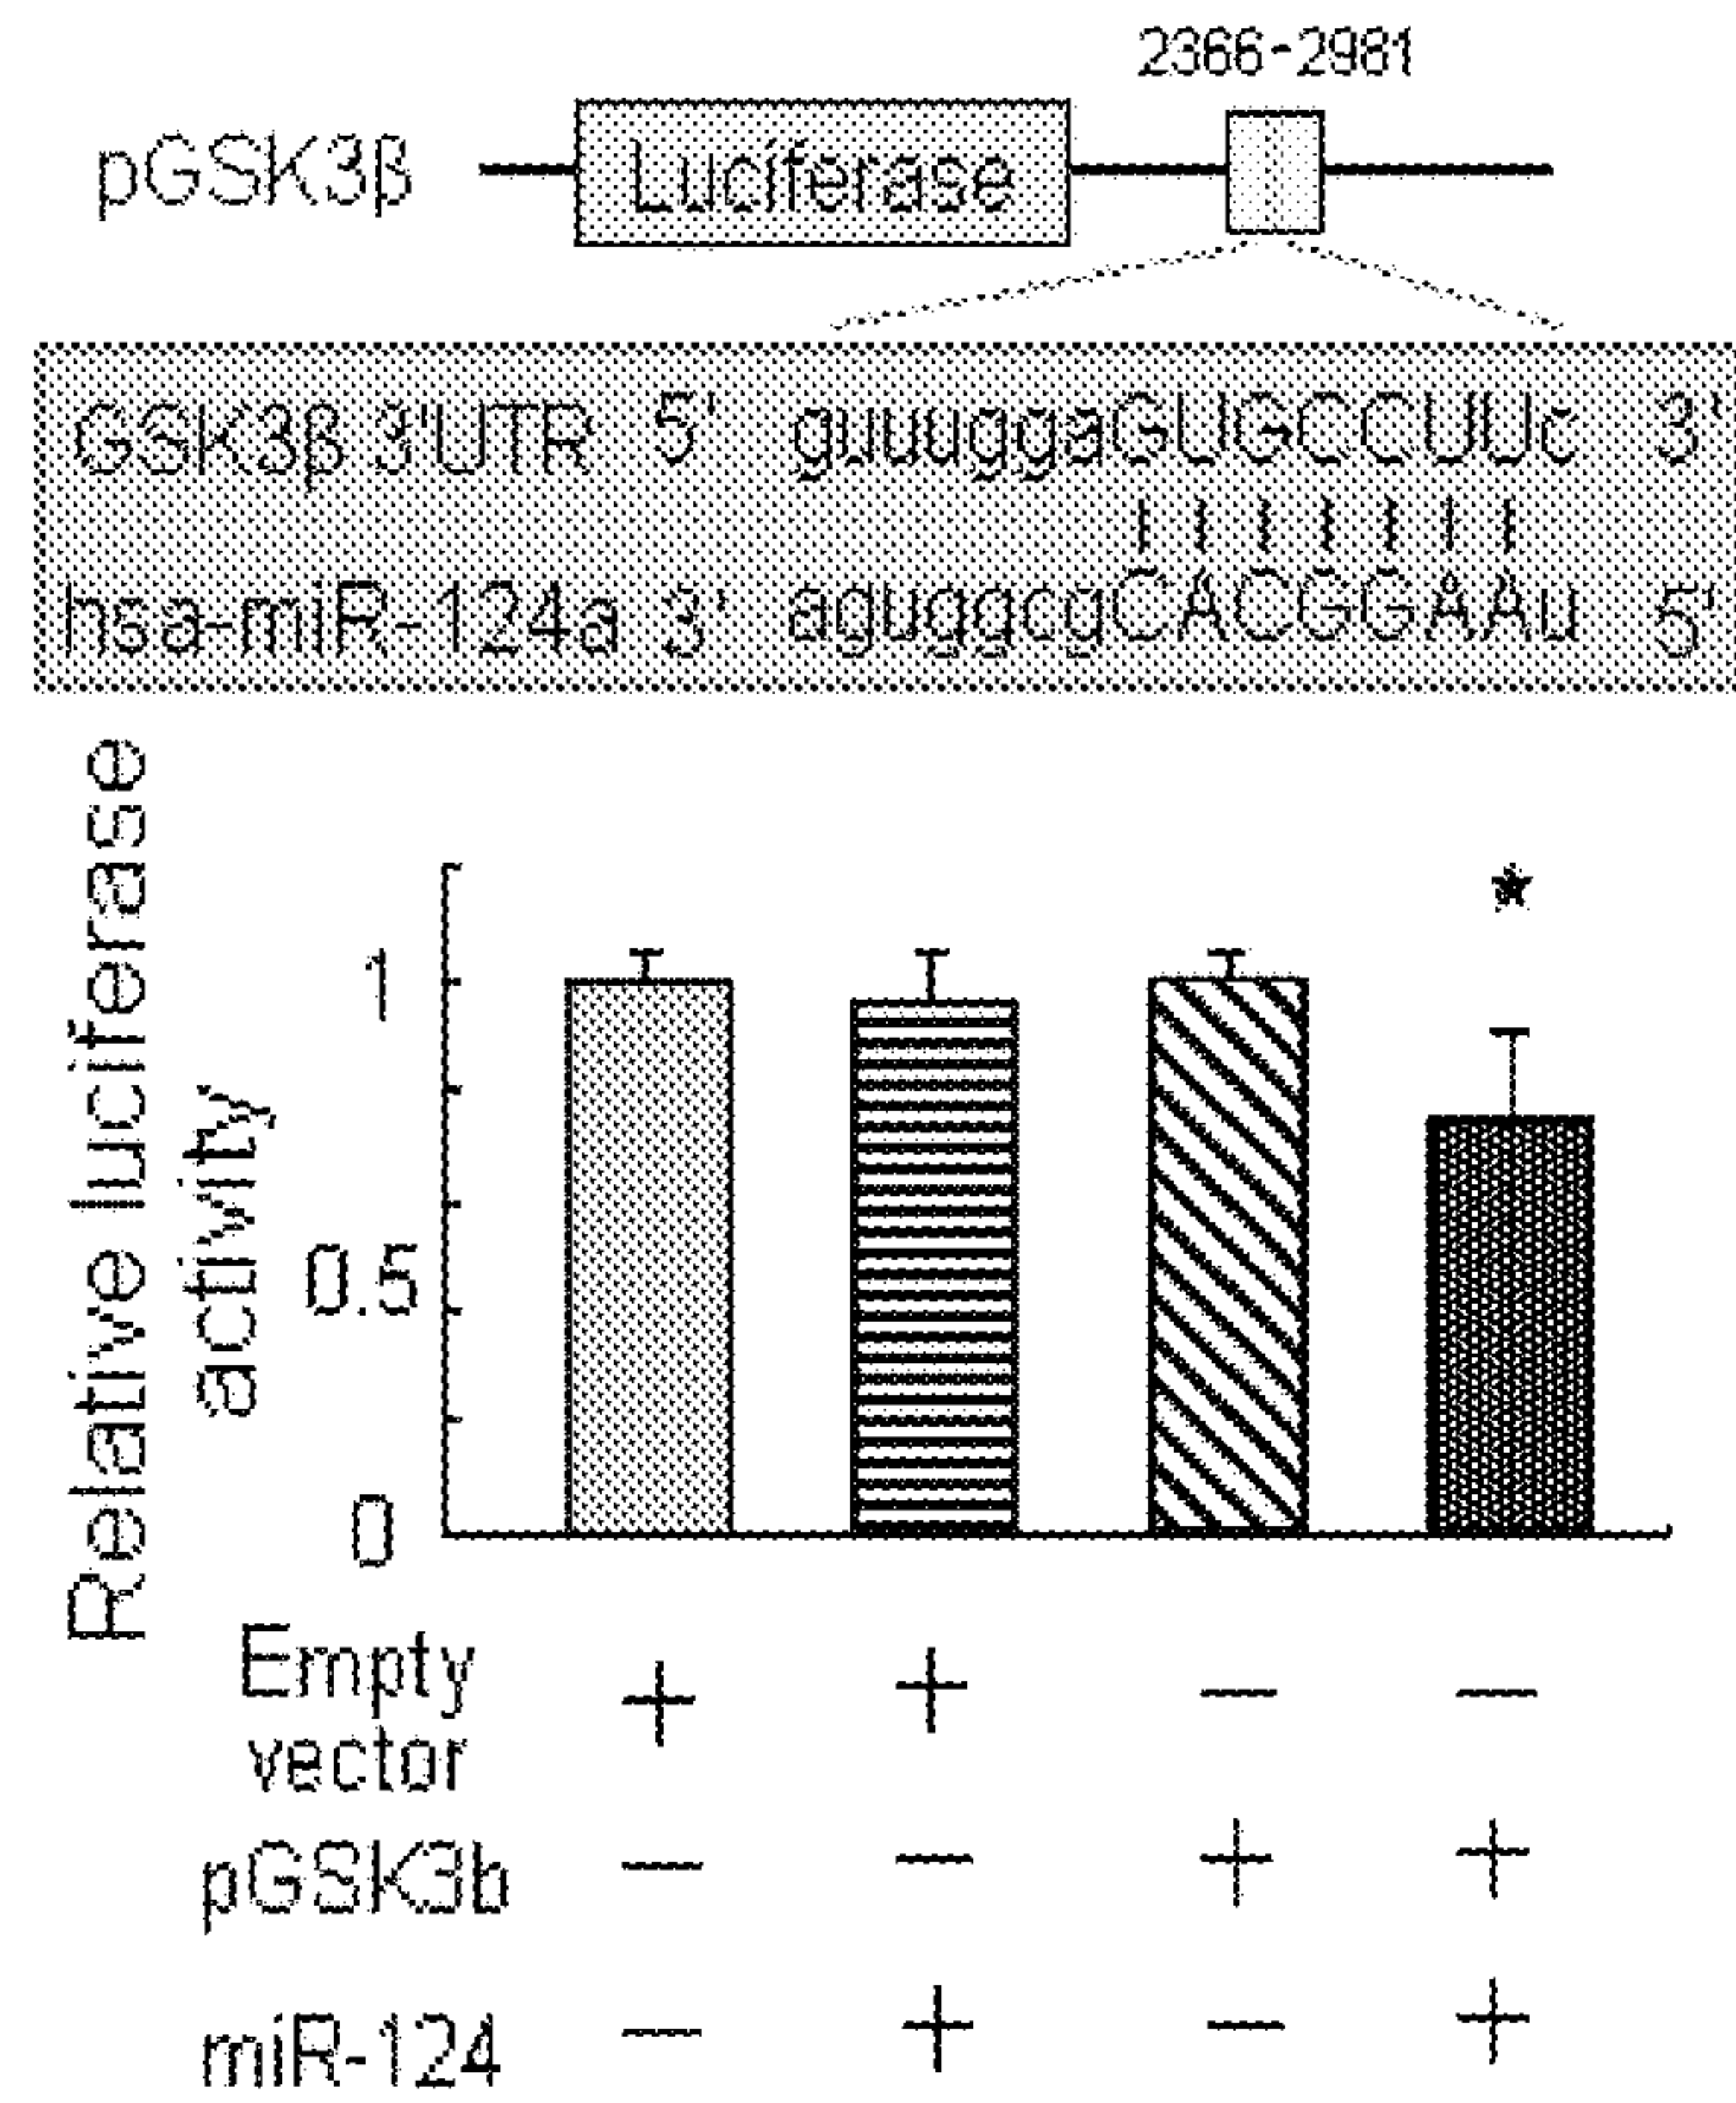 2366-2981
pGSK3β
Luciferase
GSK3β 3'UTR 5' guuuggaGUGCCUUc 3'
hsa-miR-124a 3' aguggcgCACGGAAu 5'
Relative luciferase
activity
*
1
0.5
0
Empty + + − −
vector
pGSK3b − − + +
miR-124 − + − +